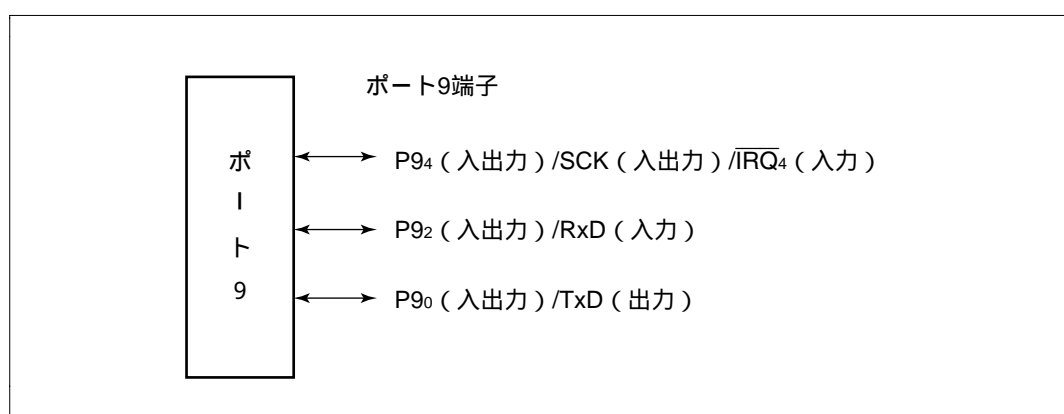 ポート9端子
ポート9
P9₄(入出力)/SCK(入出力)/I̅R̅Q̅₄(入力)
P9₂(入出力)/RxD(入力)
P9₀(入出力)/TxD(出力)